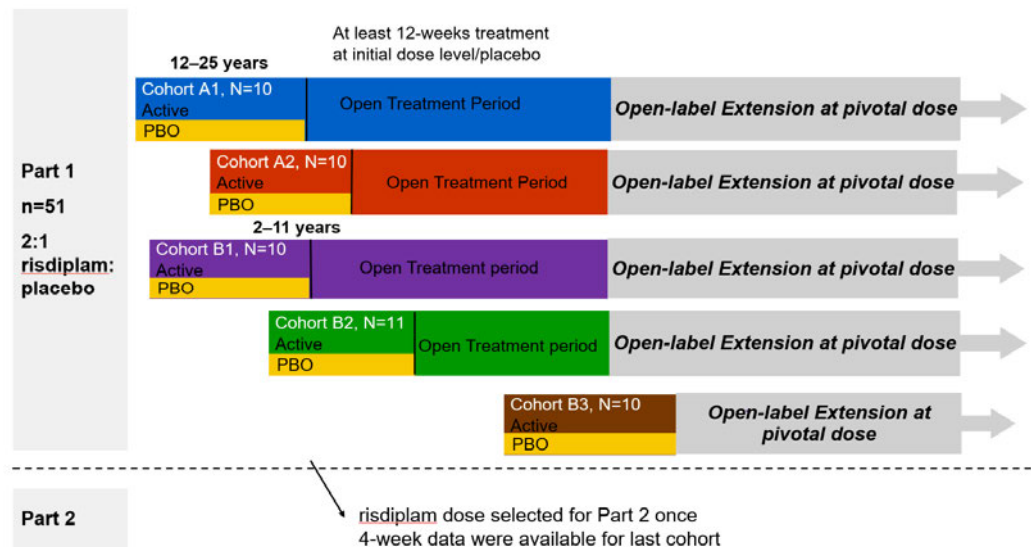 At least 12-weeks treatment
at initial dose level/placebo
12–25 years
Part 1
n=51
2:1
risdiplam:
placebo
Cohort A1, N=10
Active
PBO
Open Treatment Period
Open-label Extension at pivotal dose
Cohort A2, N=10
Active
PBO
Open Treatment Period
Open-label Extension at pivotal dose
2–11 years
Cohort B1, N=10
Active
PBO
Open Treatment period
Open-label Extension at pivotal dose
Cohort B2, N=11
Active
PBO
Open Treatment period
Open-label Extension at pivotal dose
Cohort B3, N=10
Active
PBO
Open-label Extension at
pivotal dose
Part 2
risdiplam dose selected for Part 2 once
4-week data were available for last cohort